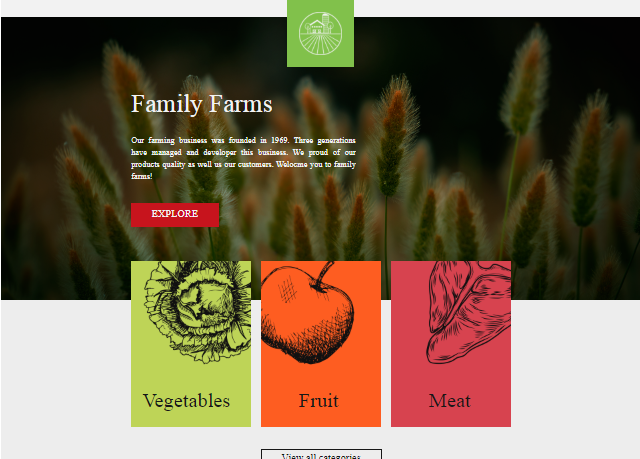 Family Farms
Our farming business was founded in 1969. Three generations
have managed and developer this business. We proud of our
products quality as well us our customers. Welocme you to family
farms!
EXPLORE
Vegetables
Fruit
Meat
View all categories